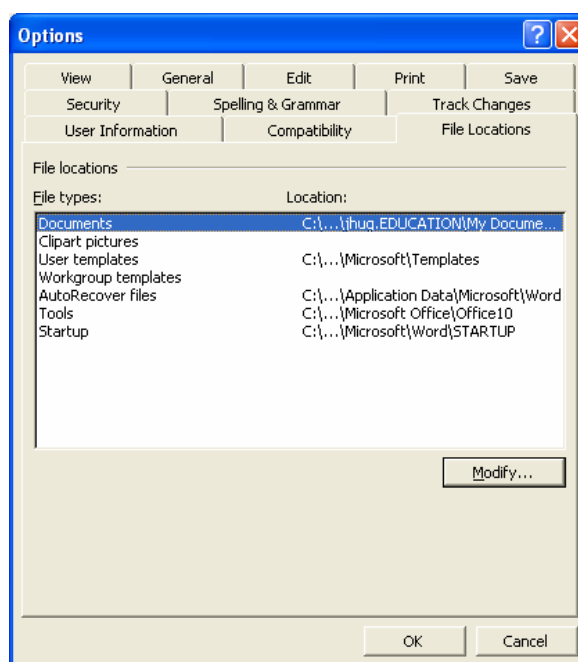 Options
View General Edit Print Save
Security Spelling & Grammar Track Changes
User Information Compatibility File Locations
File locations
File types: Location:
Documents C:\...\jhug.EDUCATION\My Docume...
Clipart pictures
User templates C:\...\Microsoft\Templates
Workgroup templates
AutoRecover files C:\...\Application Data\Microsoft\Word
Tools C:\...\Microsoft Office\Office10
Startup C:\...\Microsoft\Word\STARTUP
Modify...
OK Cancel